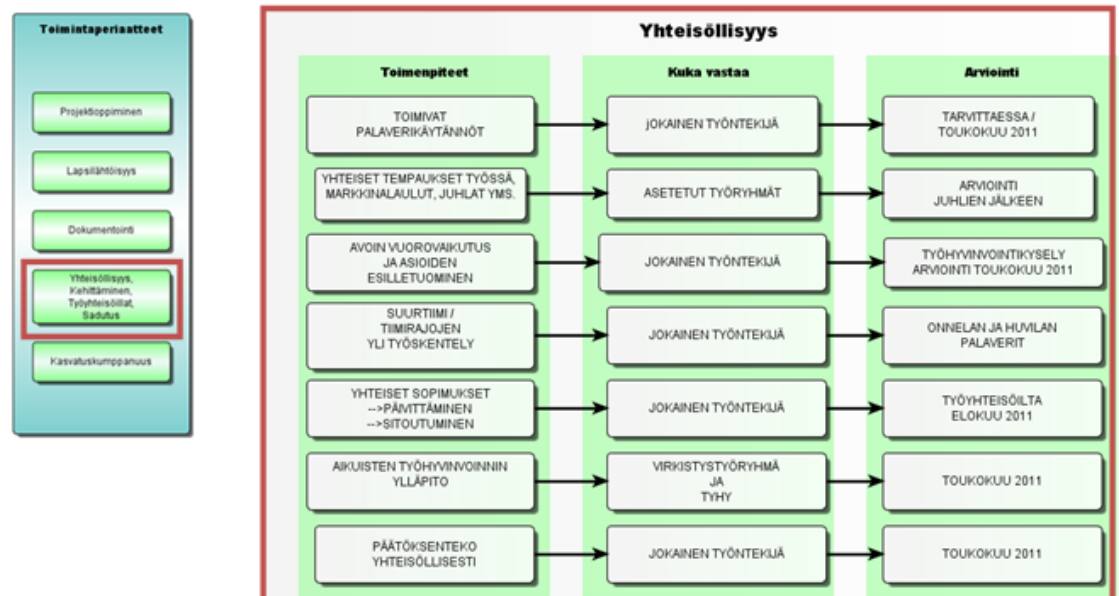 Toimintaperiaatteet
Projektioppiminen
Lapsilähtöisyys
Dokumentointi
Yhteisöllisyys,
Kehittäminen,
Työyhteisöillat,
Sadutus
Kasvatuskumppanuus
Yhteisöllisyys
Toimenpiteet
Kuka vastaa
Arviointi
TOIMIVAT
PALAVERIKÄYTÄNNÖT
jOKAINEN TYÖNTEKIJÄ
TARVITTAESSA /
TOUKOKUU 2011
YHTEISET TEMPAUKSET TYÖSSÄ,
MARKKINALAULUT, JUHLAT YMS.
ASETETUT TYÖRYHMÄT
ARVIOINTI
JUHLIEN JÄLKEEN
AVOIN VUOROVAIKUTUS
JA ASIOIDEN
ESILLETUOMINEN
JOKAINEN TYÖNTEKIJÄ
TYÖHYVINVOINTIKYSELY
ARVIOINTI TOUKOKUU 2011
SUURTIIMI /
TIIMIRAJOJEN
YLI TYÖSKENTELY
JOKAINEN TYÖNTEKIJÄ
ONNELAN JA HUVILAN
PALAVERIT
YHTEISET SOPIMUKSET
-->PÄIVITTÄMINEN
-->SITOUTUMINEN
JOKAINEN TYÖNTEKIJÄ
TYÖYHTEISÖILTA
ELOKUU 2011
AIKUISTEN TYÖHYVINVOINNIN
YLLÄPITO
VIRKISTYSTYÖRYHMÄ
JA
TYHY
TOUKOKUU 2011
PÄÄTÖKSENTEKO
YHTEISÖLLISESTI
JOKAINEN TYÖNTEKIJÄ
TOUKOKUU 2011